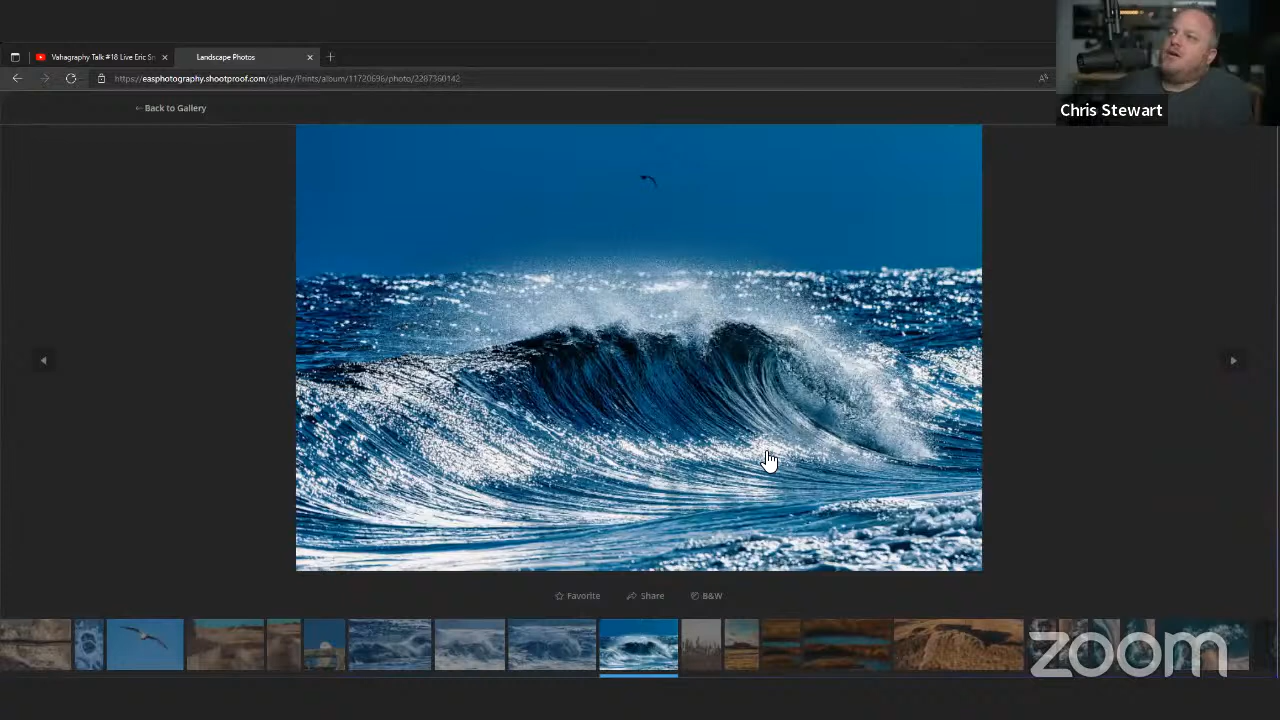 Vahagraphy Talk #18 Live Eric Sn
Landscape Photos
https://easphotography.shootproof.com/gallery/Prints/album/11720696/photo/2287360142
Chris Stewart
← Back to Gallery
Favorite
Share
B&W
zoom